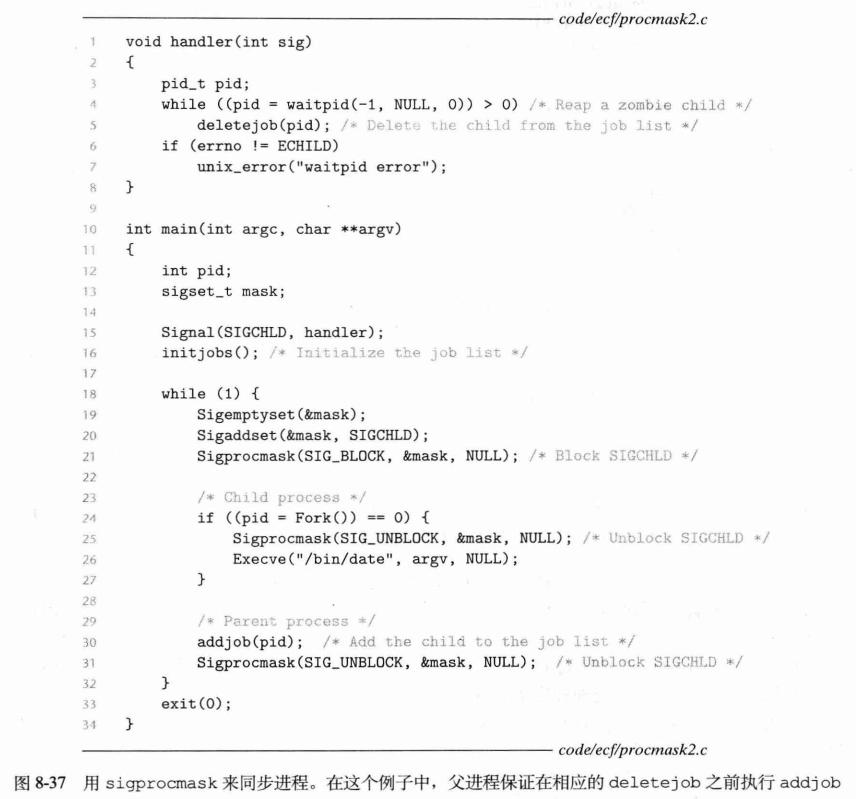 code/ecf/procmask2.c
1 void handler(int sig)
2 {
3     pid_t pid;
4     while ((pid = waitpid(-1, NULL, 0)) > 0) /* Reap a zombie child */
5         deletejob(pid); /* Delete the child from the job list */
6     if (errno != ECHILD)
7         unix_error("waitpid error");
8 }
9
10 int main(int argc, char **argv)
11 {
12     int pid;
13     sigset_t mask;
14
15     Signal(SIGCHLD, handler);
16     initjobs(); /* Initialize the job list */
17
18     while (1) {
19         Sigemptyset(&mask);
20         Sigaddset(&mask, SIGCHLD);
21         Sigprocmask(SIG_BLOCK, &mask, NULL); /* Block SIGCHLD */
22
23         /* Child process */
24         if ((pid = Fork()) == 0) {
25             Sigprocmask(SIG_UNBLOCK, &mask, NULL); /* Unblock SIGCHLD */
26             Execve("/bin/date", argv, NULL);
27         }
28
29         /* Parent process */
30         addjob(pid);  /* Add the child to the job list */
31         Sigprocmask(SIG_UNBLOCK, &mask, NULL);  /* Unblock SIGCHLD */
32     }
33     exit(0);
34 }
code/ecf/procmask2.c
图 8-37 用 sigprocmask 来同步进程。在这个例子中，父进程保证在相应的 deletejob 之前执行 addjob